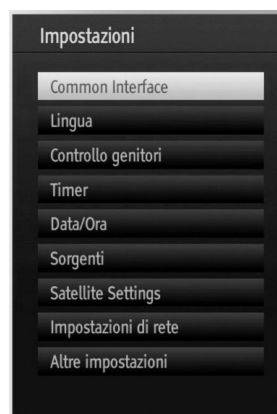 Impostazioni
Common Interface
Lingua
Controllo genitori
Timer
Data/Ora
Sorgenti
Satellite Settings
Impostazioni di rete
Altre impostazioni